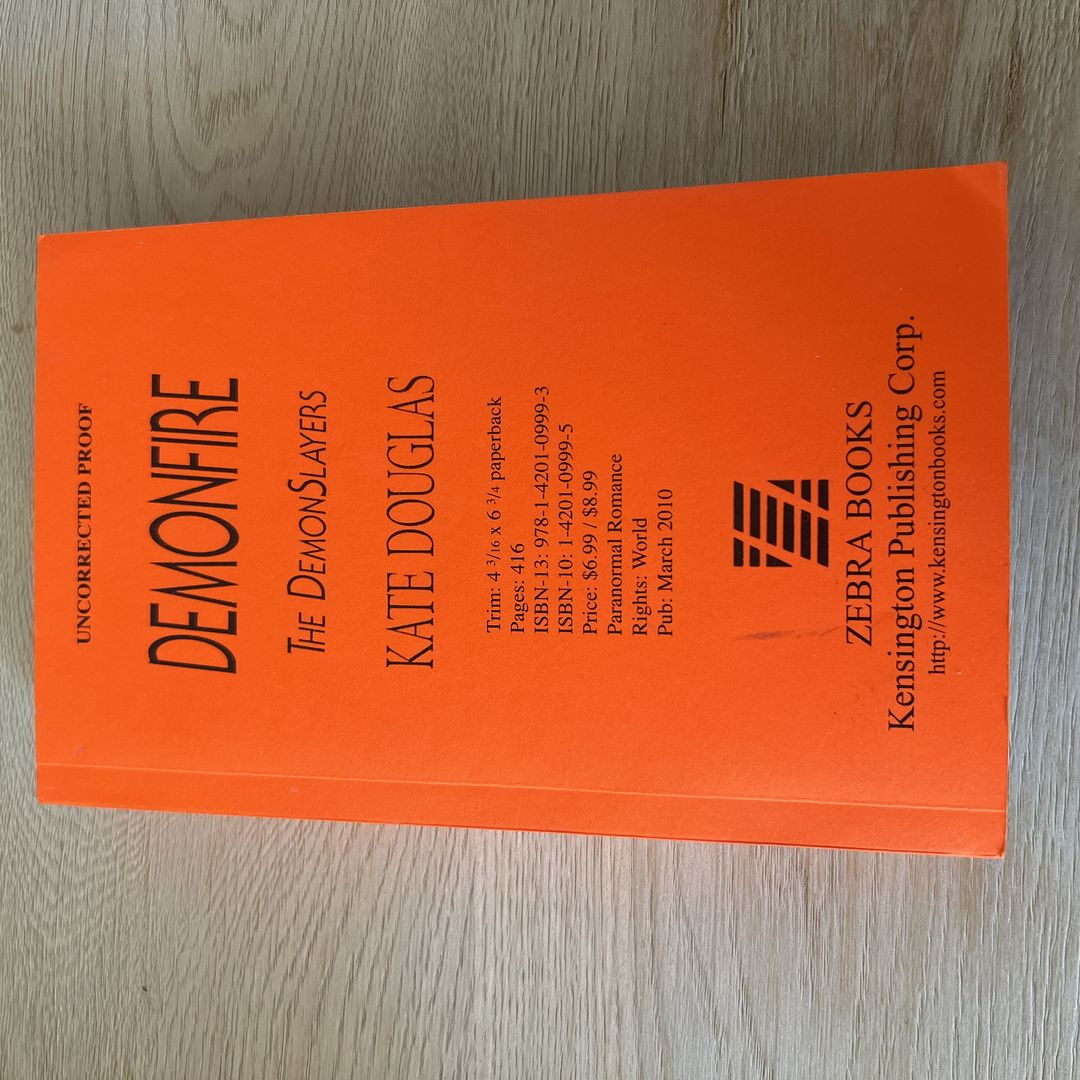 UNCORRECTED PROOF
DEMONFIRE
THE DEMONSLAYERS
KATE DOUGLAS
Trim: 4 3/16 x 6 3/4 paperback
Pages: 416
ISBN-13: 978-1-4201-0999-3
ISBN-10: 1-4201-0999-5
Price: $6.99 / $8.99
Paranormal Romance
Rights: World
Pub: March 2010
ZEBRA BOOKS
Kensington Publishing Corp.
http://www.kensingtonbooks.com